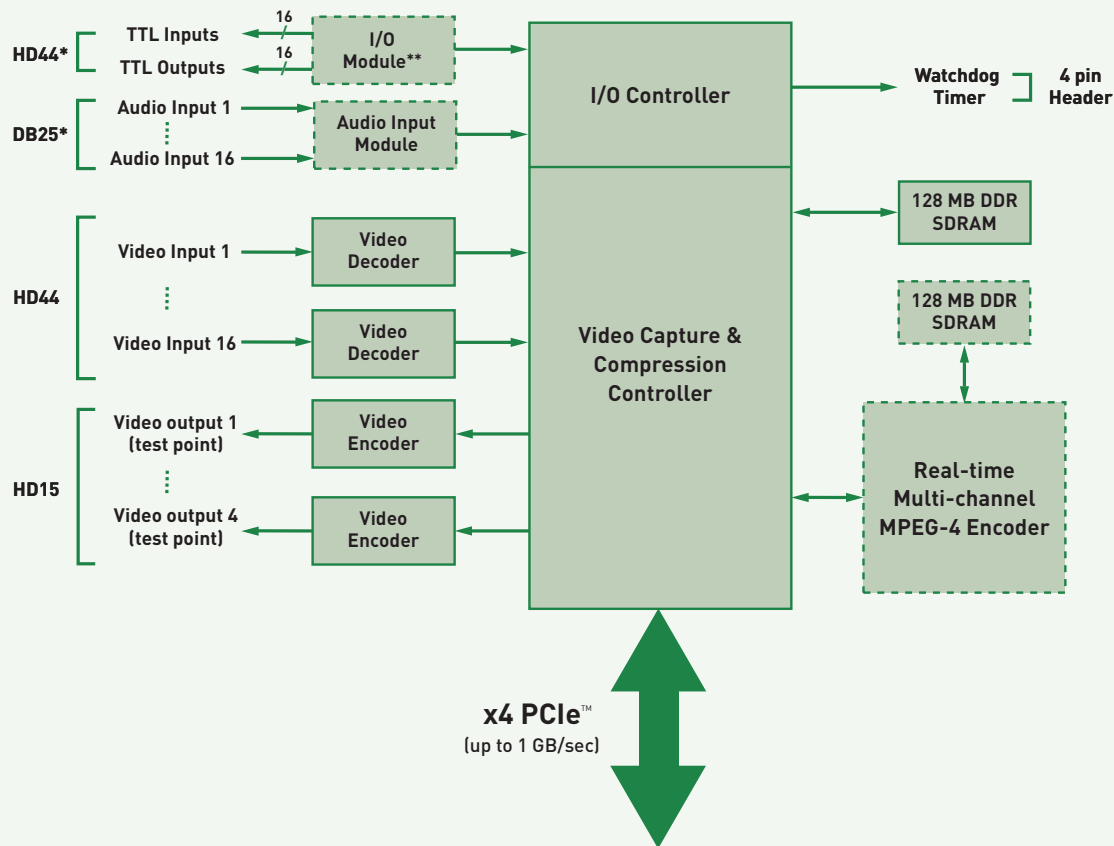 HD44*
TTL Inputs
16
TTL Outputs
16
I/O
Module**
DB25*
Audio Input 1
Audio Input 16
Audio Input
Module
I/O Controller
Watchdog
Timer
4 pin
Header
HD44
Video Input 1
Video
Decoder
Video Input 16
Video
Decoder
HD15
Video output 1
(test point)
Video
Encoder
Video output 4
(test point)
Video
Encoder
Video Capture &
Compression
Controller
128 MB DDR
SDRAM
128 MB DDR
SDRAM
Real-time
Multi-channel
MPEG-4 Encoder
x4 PCIe™
(up to 1 GB/sec)